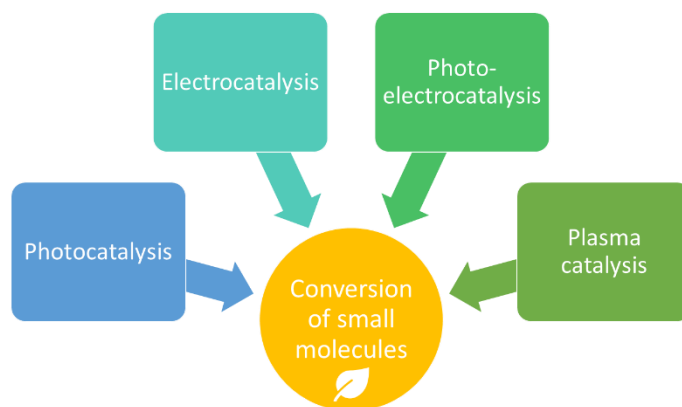 Electrocatalysis
Photo-
electrocatalysis
Photocatalysis
Plasma
catalysis
Conversion
of small
molecules